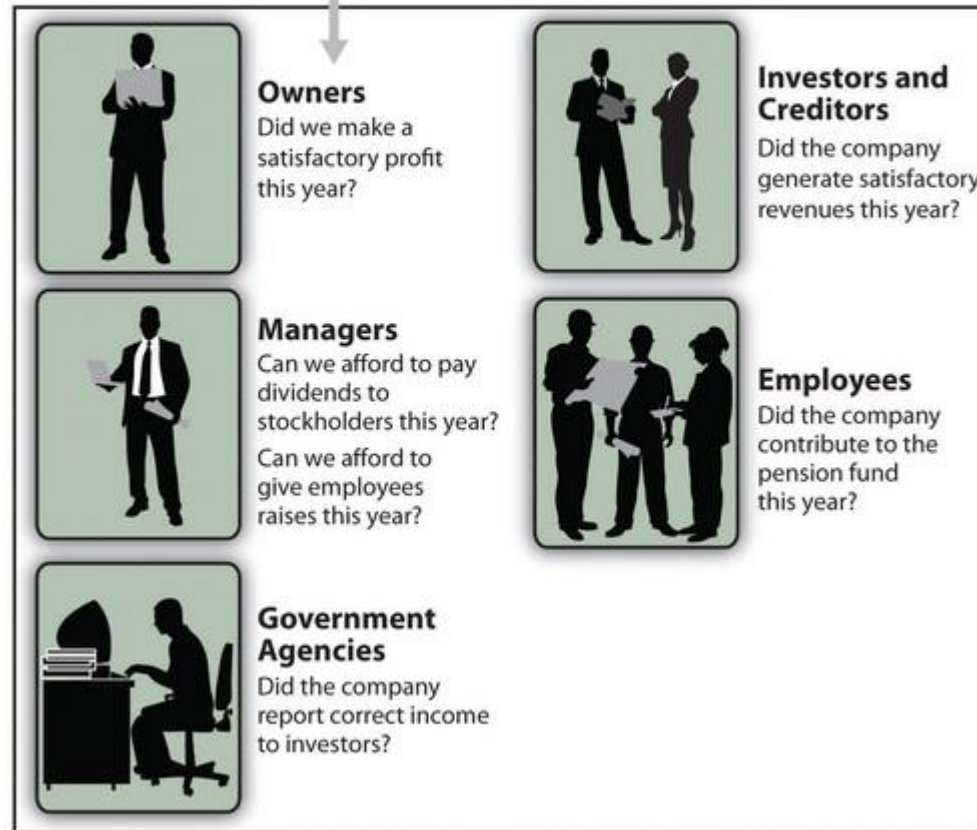 Owners
Did we make a
satisfactory profit
this year?
Investors and
Creditors
Did the company
generate satisfactory
revenues this year?
Managers
Can we afford to pay
dividends to
stockholders this year?
Can we afford to
give employees
raises this year?
Employees
Did the company
contribute to the
pension fund
this year?
Government
Agencies
Did the company
report correct income
to investors?